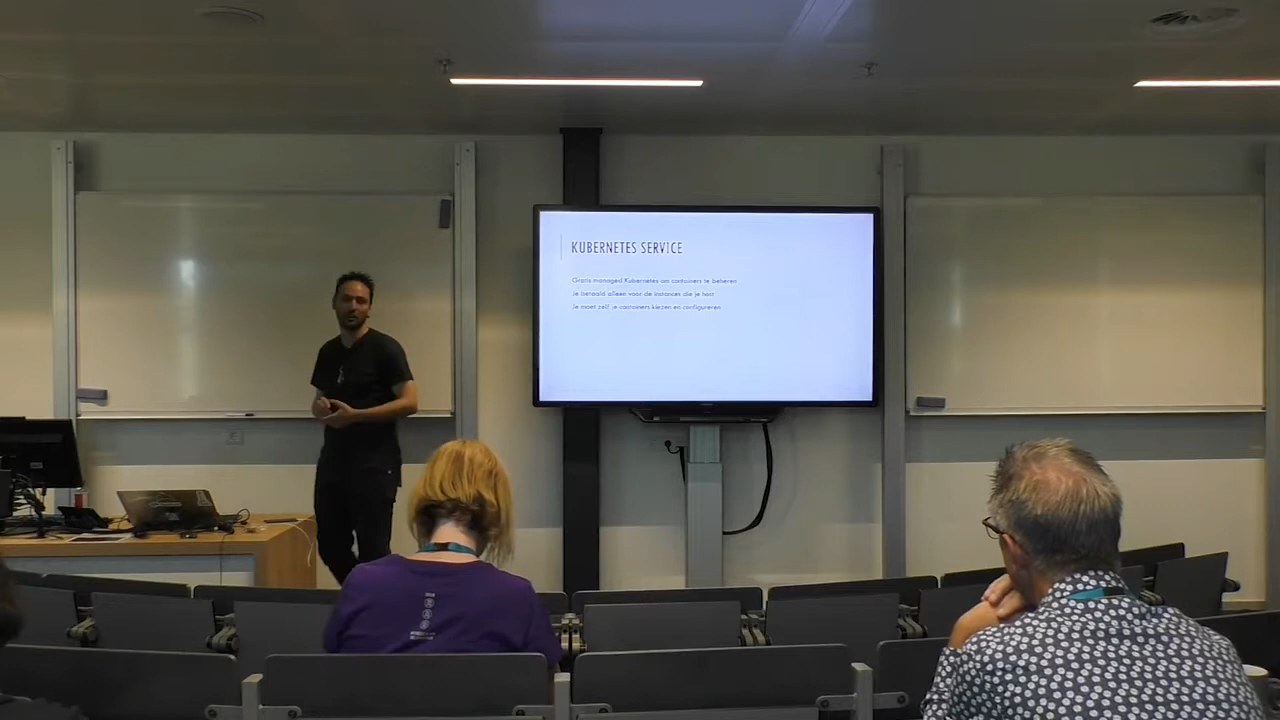 KUBERNETES SERVICE
Gratis managed Kubernetes om containers te beheren
Je betaald alleen voor de instances die je host
Je moet zelf je containers kiezen en configureren